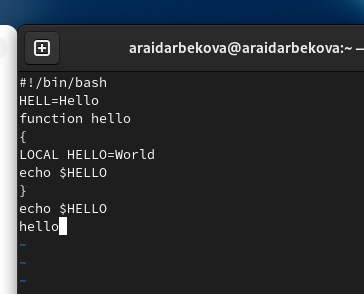 araidarbekova@araidarbekova:~ —
#!/bin/bash
HELL=Hello
function hello
{
LOCAL HELLO=World
echo $HELLO
}
echo $HELLO
hello
~
~
~